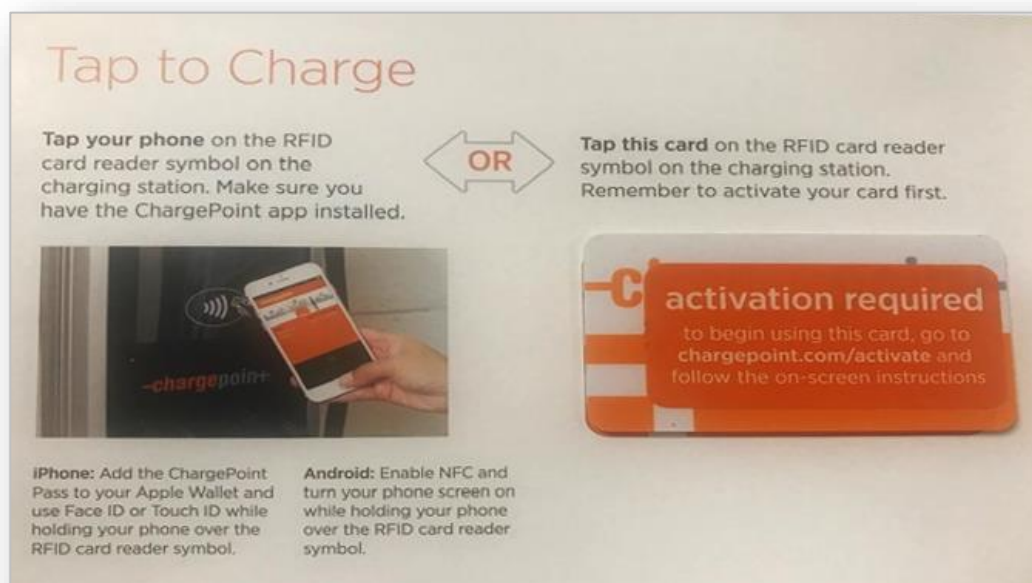 Tap to Charge
Tap your phone on the RFID
card reader symbol on the
charging station. Make sure you
have the ChargePoint app installed.
OR
Tap this card on the RFID card reader
symbol on the charging station.
Remember to activate your card first.
-chargepoint
activation required
to begin using this card, go to
chargepoint.com/activate and
follow the on-screen instructions
iPhone: Add the ChargePoint
Pass to your Apple Wallet and
use Face ID or Touch ID while
holding your phone over the
RFID card reader symbol.
Android: Enable NFC and
turn your phone screen on
while holding your phone
over the RFID card reader
symbol.